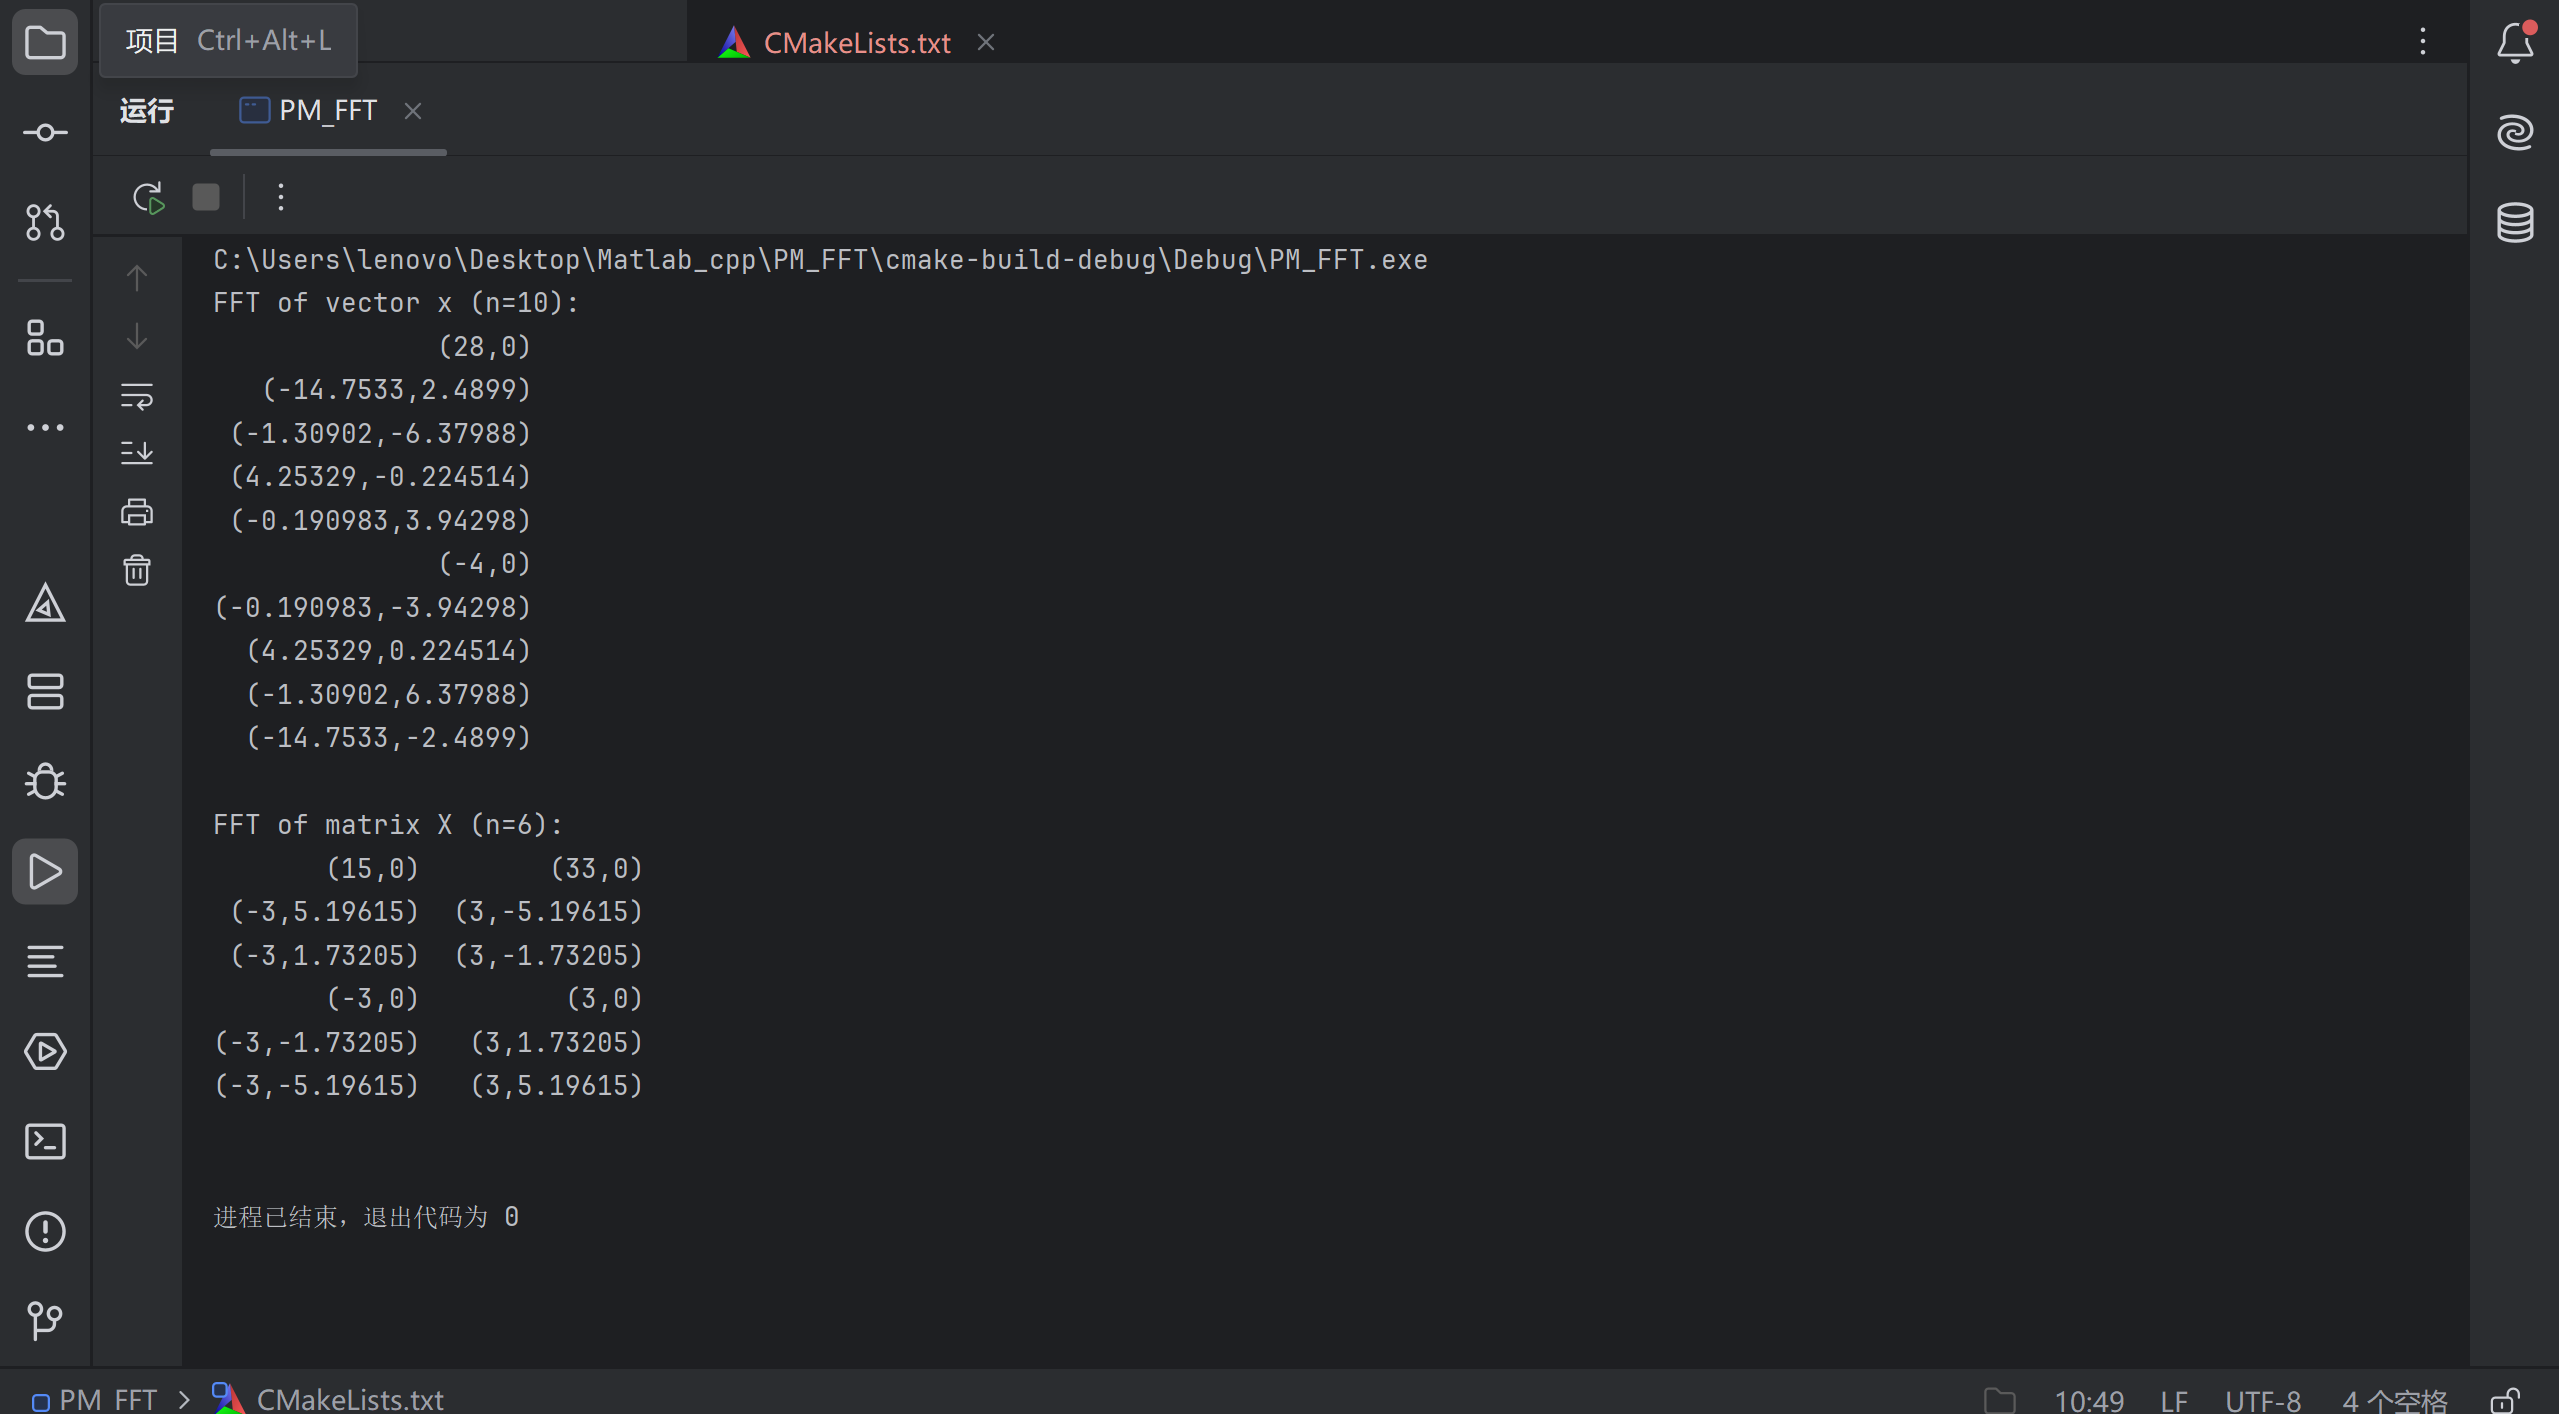 项目 Ctrl+Alt+L
CMakeLists.txt
运行 PM_FFT
C:\Users\lenovo\Desktop\Matlab_cpp\PM_FFT\cmake-build-debug\Debug\PM_FFT.exe
FFT of vector x (n=10):
(28,0)
(-14.7533,2.4899)
(-1.30902,-6.37988)
(4.25329,-0.224514)
(-0.190983,3.94298)
(-4,0)
(-0.190983,-3.94298)
(4.25329,0.224514)
(-1.30902,6.37988)
(-14.7533,-2.4899)
FFT of matrix X (n=6):
(15,0) (33,0)
(-3,5.19615) (3,-5.19615)
(-3,1.73205) (3,-1.73205)
(-3,0) (3,0)
(-3,-1.73205) (3,1.73205)
(-3,-5.19615) (3,5.19615)
进程已结束，退出代码为 0
PM_FFT CMakeLists.txt 10:49 LF UTF-8 4 个空格